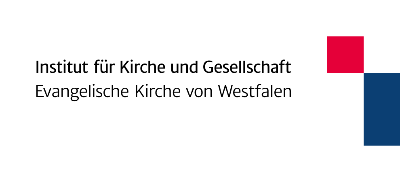 Institut für Kirche und Gesellschaft
Evangelische Kirche von Westfalen